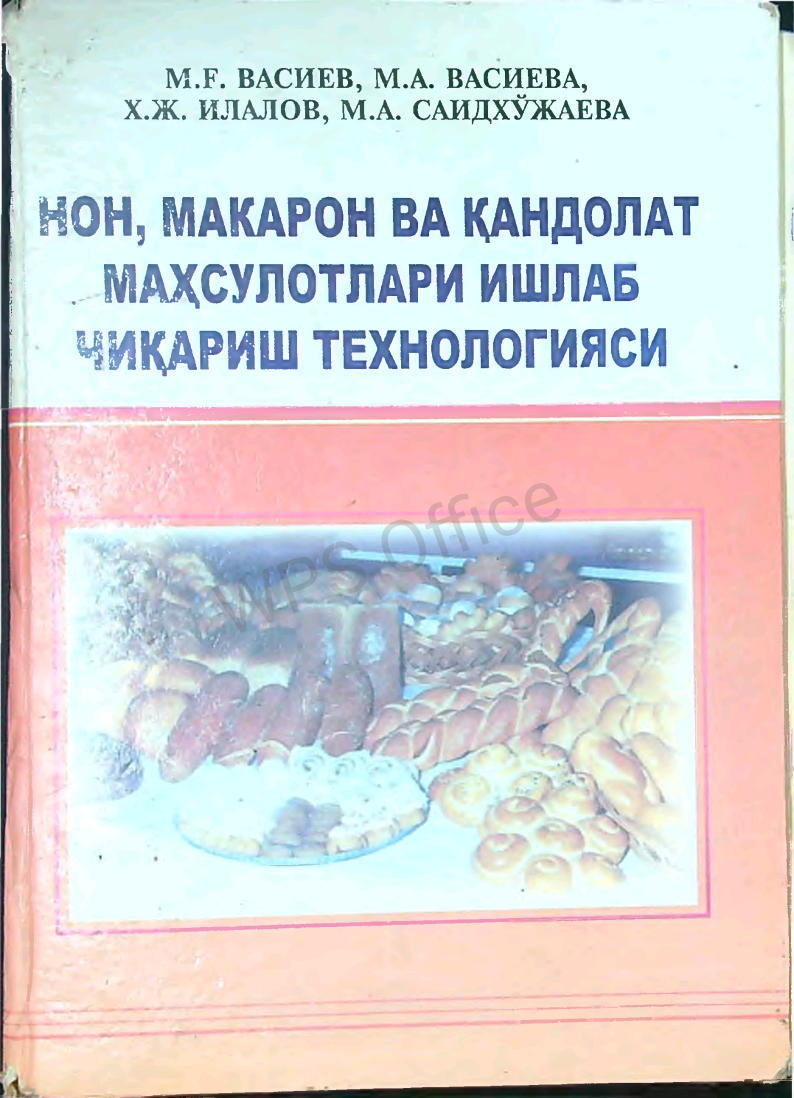 М.Ғ. ВАСИЕВ, М.А. ВАСИЕВА,
Х.Ж. ИЛАЛОВ, М.А. САИДХЎЖАЕВА
НОН, МАКАРОН ВА ҚАНДОЛАТ
МАҲСУЛОТЛАРИ ИШЛАБ
ЧИҚАРИШ ТЕХНОЛОГИЯСИ
WPS Office